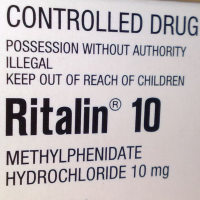 CONTROLLED DRUG
POSSESSION WITHOUT AUTHORITY
ILLEGAL
KEEP OUT OF REACH OF CHILDREN
Ritalin® 10
METHYLPHENIDATE
HYDROCHLORIDE 10 mg